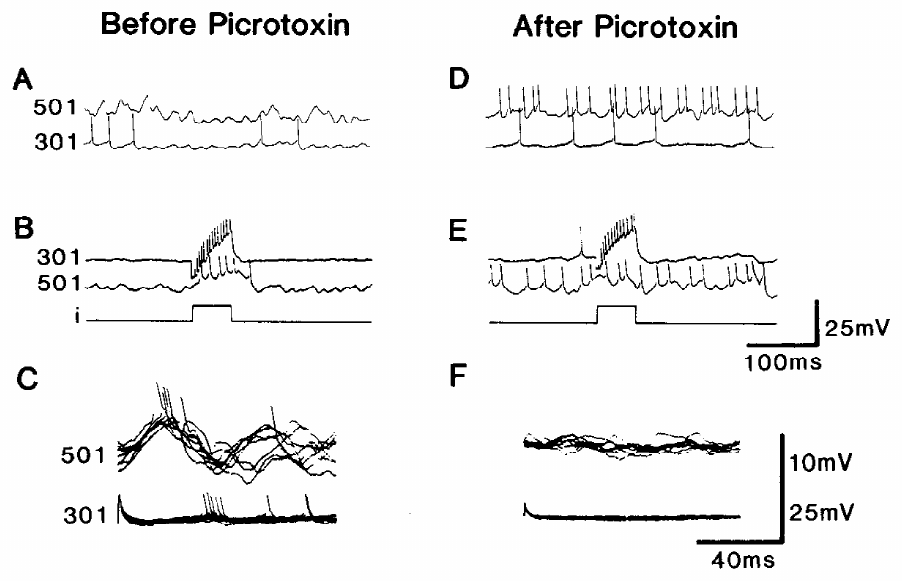 Before Picrotoxin
After Picrotoxin
A
501
301
D
B
301
501
i
E
25mV
100ms
C
501
301
F
10mV
25mV
40ms